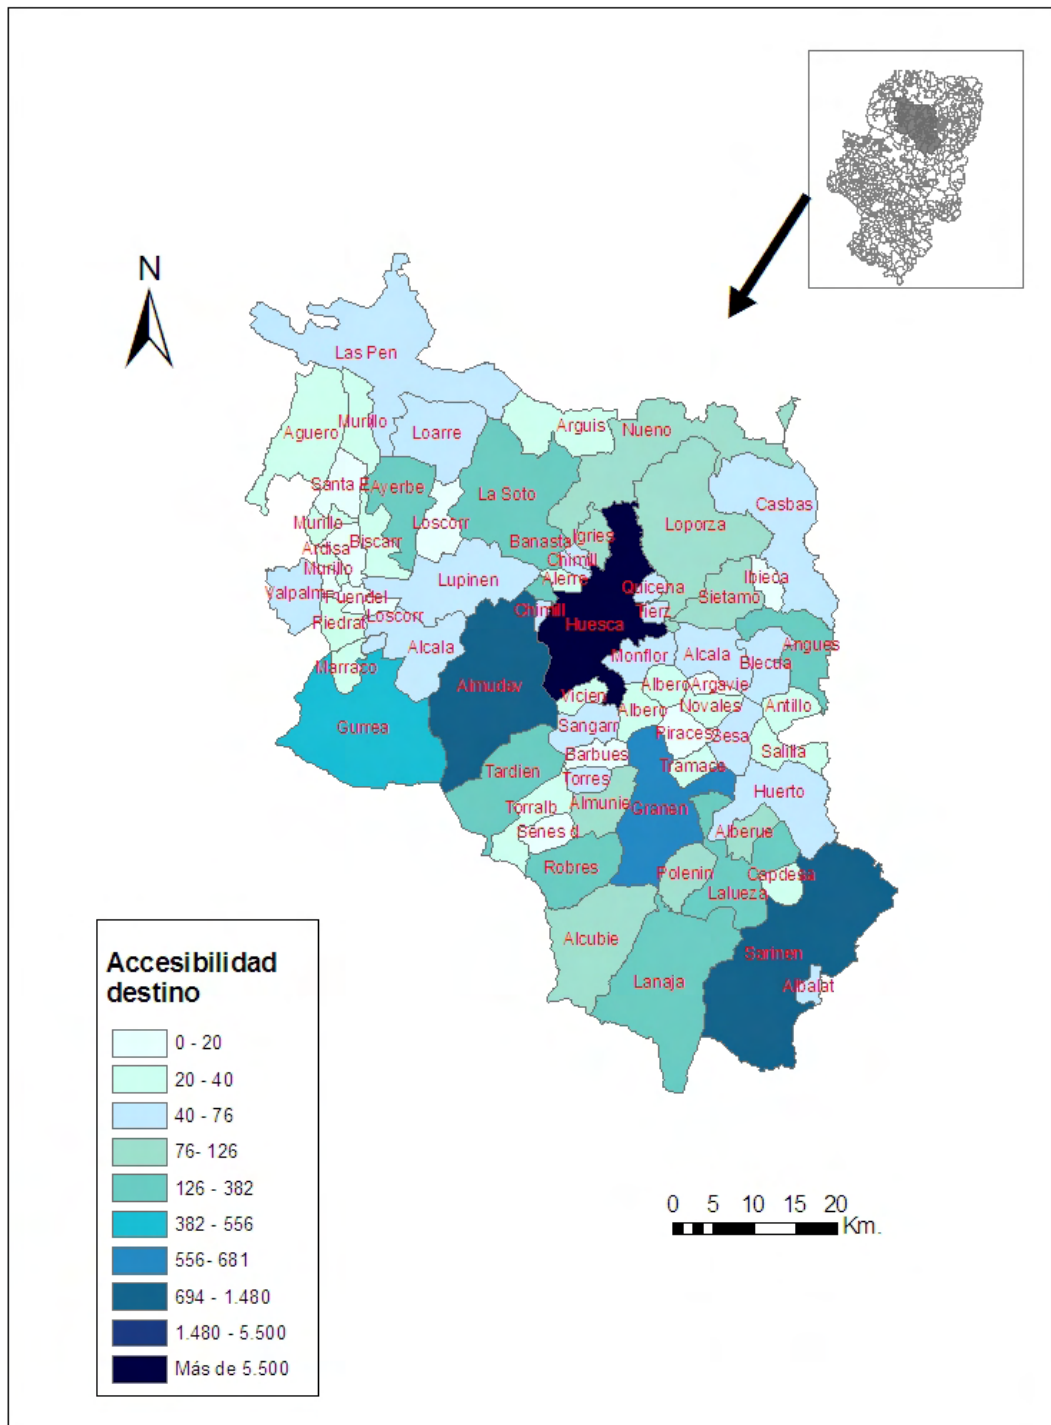 N
Las Pen
Aguero
Murillo
Loarre
Arguis
Nueno
Santa E
Ayerbe
La Soto
Loscorr
Casbas
Loporza
Murillo
Biscarr
Ardisa
Murillo
Banasta
Igries
Chimill
Alerre
Ibieca
Valpalm
Fuendel
Lupinen
Quicena
Sietamo
Piedrat
Loscorr
Chimill
Huesca
Tierz
Alcala
Monflor
Alcala
Blecua
Angues
Marraco
Almudev
Albero
Argavie
Vicien
Albero
Novales
Antillo
Gurrea
Sangarr
Piraces
Sesa
Barbues
Salilla
Tardien
Torres
Tramace
Huerto
Torralb
Almunie
Granen
Senes d
Alberue
Robres
Polenin
Capdesa
Lalueza
Alcubie
Sarinen
Lanaja
Albalat
Accesibilidad
destino
0 - 20
20 - 40
40 - 76
76- 126
126 - 382
382 - 556
556- 681
694 - 1.480
1.480 - 5.500
Más de 5.500
0 5 10 15 20
Km.